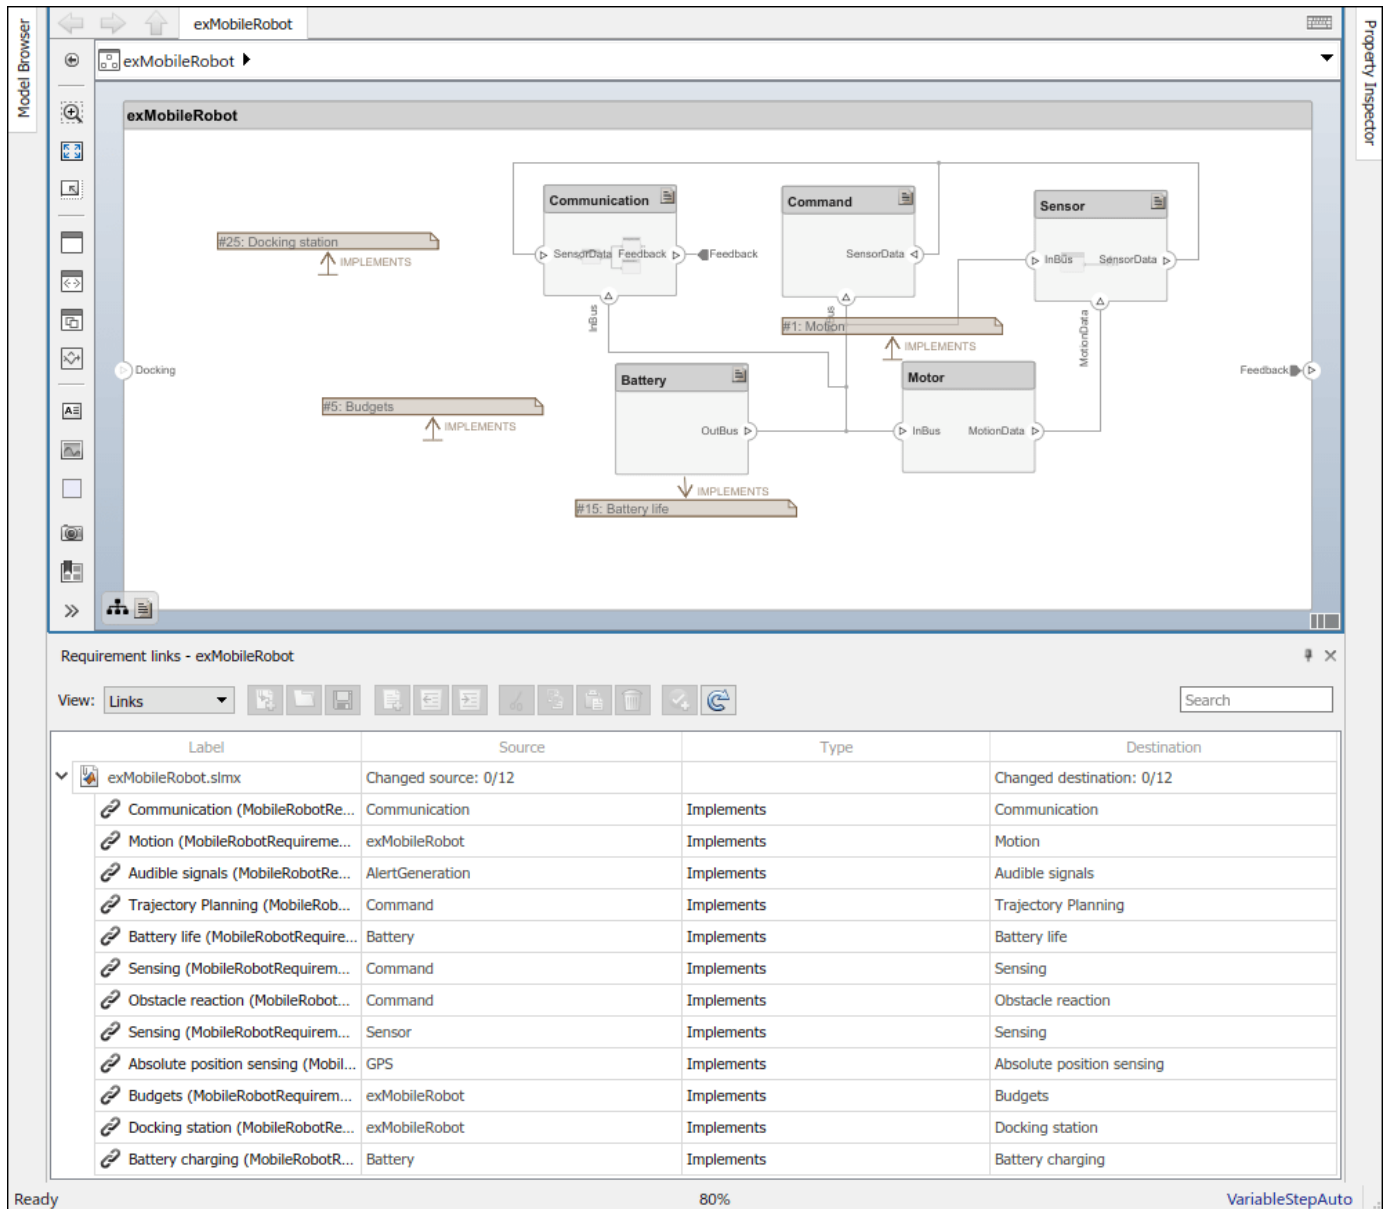 Model Browser
exMobileRobot
Property Inspector
exMobileRobot
exMobileRobot
Communication
Command
Sensor
#25: Docking station
IMPLEMENTS
SensorData Feedback
Feedback
SensorData
InBus SensorData
InBus
#1: Motion
IMPLEMENTS
MotionData
Docking
Feedback
Battery
Motor
#5: Budgets
IMPLEMENTS
OutBus
InBus MotionData
IMPLEMENTS
#15: Battery life
Requirement links - exMobileRobot
View: Links
Search
Label Source Type Destination
exMobileRobot.slmx Changed source: 0/12 Changed destination: 0/12
Communication (MobileRobotRe... Communication Implements Communication
Motion (MobileRobotRequireme... exMobileRobot Implements Motion
Audible signals (MobileRobotRe... AlertGeneration Implements Audible signals
Trajectory Planning (MobileRob... Command Implements Trajectory Planning
Battery life (MobileRobotRequire... Battery Implements Battery life
Sensing (MobileRobotRequirem... Command Implements Sensing
Obstacle reaction (MobileRobot... Command Implements Obstacle reaction
Sensing (MobileRobotRequirem... Sensor Implements Sensing
Absolute position sensing (Mobil... GPS Implements Absolute position sensing
Budgets (MobileRobotRequirem... exMobileRobot Implements Budgets
Docking station (MobileRobotRe... exMobileRobot Implements Docking station
Battery charging (MobileRobotR... Battery Implements Battery charging
Ready 80% VariableStepAuto